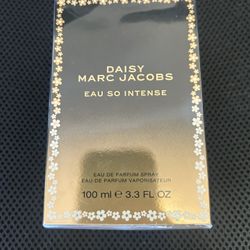 DAISY
MARC JACOBS
EAU SO INTENSE
EAU DE PARFUM SPRAY
EAU DE PARFUM VAPORISATEUR
100 ml ℮ 3.3 FL OZ